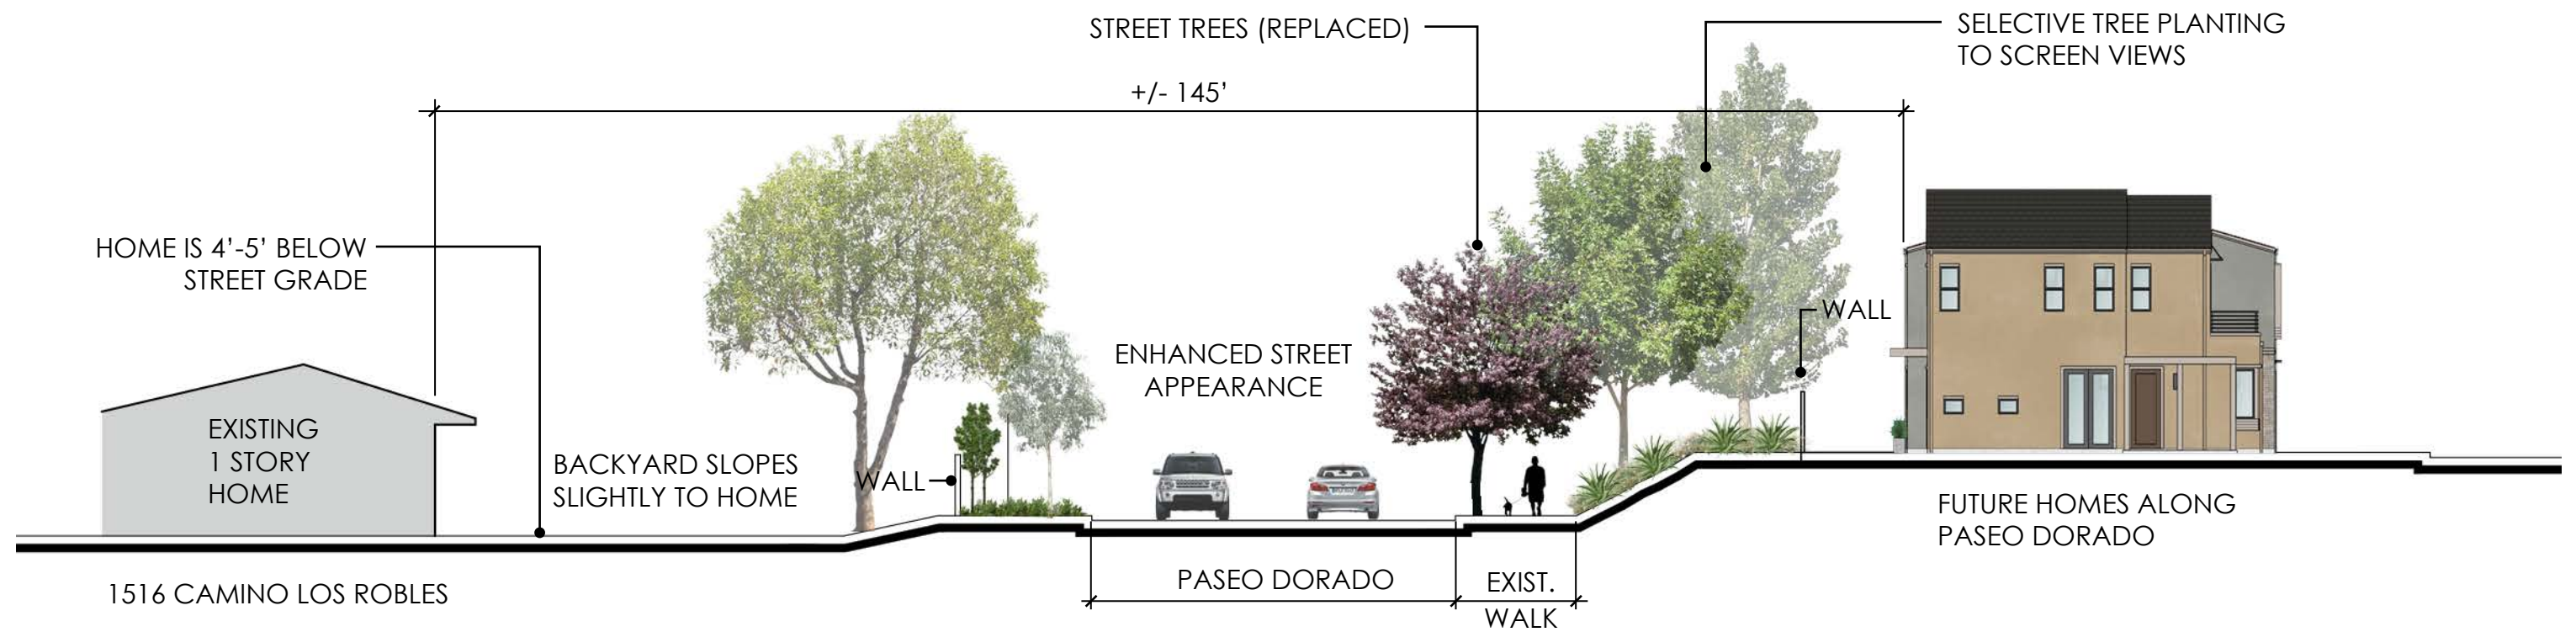 STREET TREES (REPLACED)
SELECTIVE TREE PLANTING
TO SCREEN VIEWS
+/- 145’
HOME IS 4’-5’ BELOW
STREET GRADE
WALL
ENHANCED STREET
APPEARANCE
EXISTING
1 STORY
HOME
BACKYARD SLOPES
SLIGHTLY TO HOME
WALL
FUTURE HOMES ALONG
PASEO DORADO
PASEO DORADO
EXIST.
WALK
1516 CAMINO LOS ROBLES